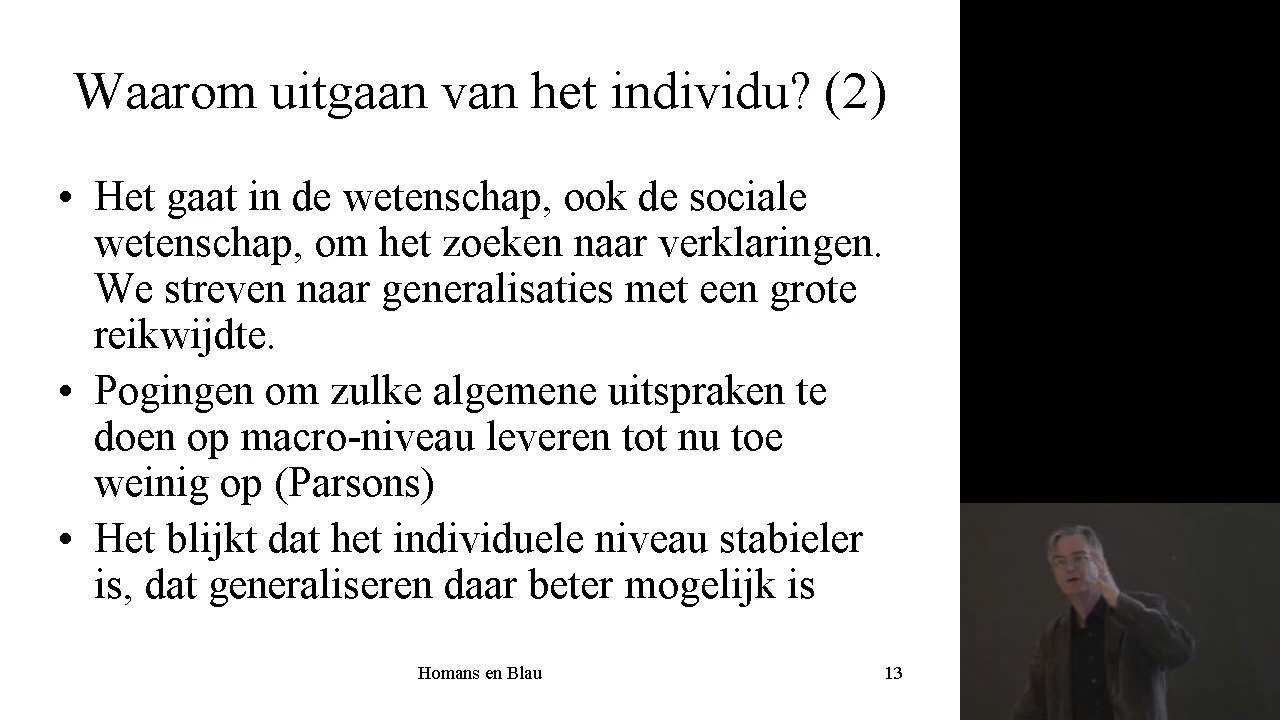 Waarom uitgaan van het individu? (2)
• Het gaat in de wetenschap, ook de sociale
wetenschap, om het zoeken naar verklaringen.
We streven naar generalisaties met een grote
reikwijdte.
• Pogingen om zulke algemene uitspraken te
doen op macro-niveau leveren tot nu toe
weinig op (Parsons)
• Het blijkt dat het individuele niveau stabieler
is, dat generaliseren daar beter mogelijk is
Homans en Blau
13